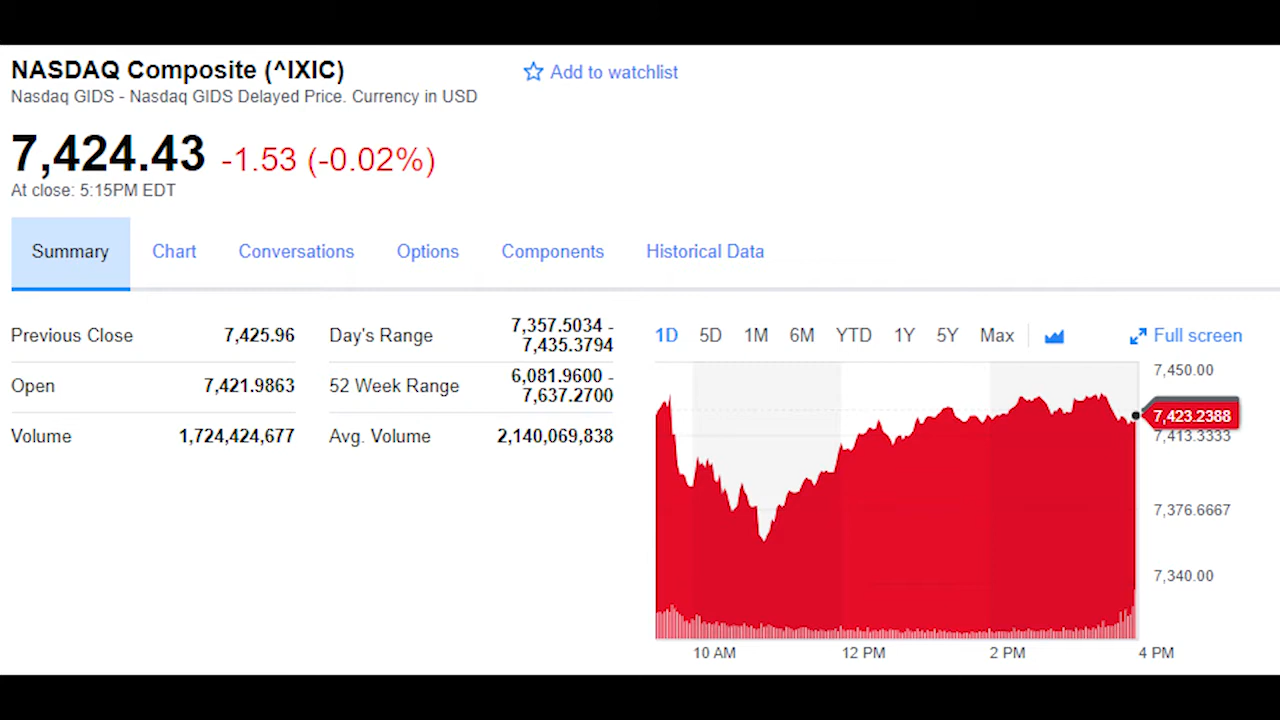 NASDAQ Composite (^IXIC)
Add to watchlist
Nasdaq GIDS - Nasdaq GIDS Delayed Price. Currency in USD
7,424.43 -1.53 (-0.02%)
At close: 5:15PM EDT
Summary Chart Conversations Options Components Historical Data
Previous Close 7,425.96
Open 7,421.9863
Volume 1,724,424,677
Day's Range 7,357.5034 -
7,435.3794
52 Week Range 6,081.9600 -
7,637.2700
Avg. Volume 2,140,069,838
1D 5D 1M 6M YTD 1Y 5Y Max Full screen
7,450.00
7,423.2388
7,413.3333
7,376.6667
7,340.00
10 AM 12 PM 2 PM 4 PM